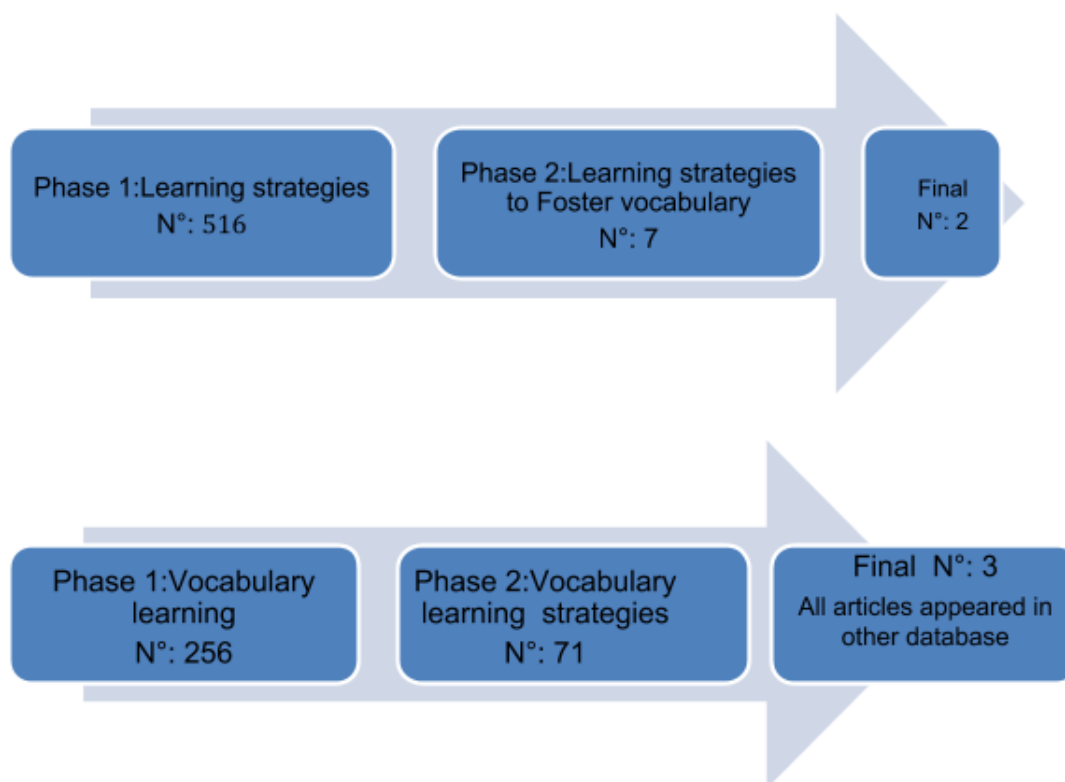 Phase 1:Learning strategies
N°: 516
Phase 2:Learning strategies
to Foster vocabulary
N°: 7
Final
N°: 2
Phase 1:Vocabulary
learning
N°: 256
Phase 2:Vocabulary
learning strategies
N°: 71
Final N°: 3
All articles appeared in
other database